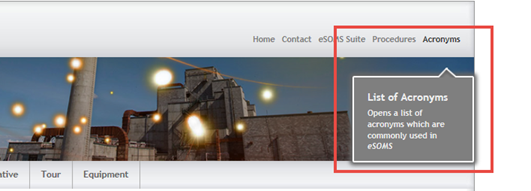 Home Contact eSOMS Suite Procedures Acronyms
List of Acronyms
Opens a list of
acronyms which are
commonly used in
eSOMS
Tour Equipment